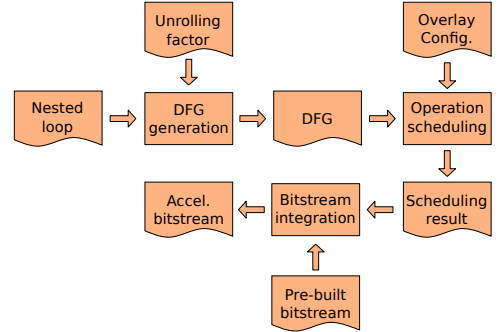 Unrolling
factor
Overlay
Config.
Nested
loop
DFG
generation
DFG
Operation
scheduling
Accel.
bitstream
Bitstream
integration
Scheduling
result
Pre-built
bitstream